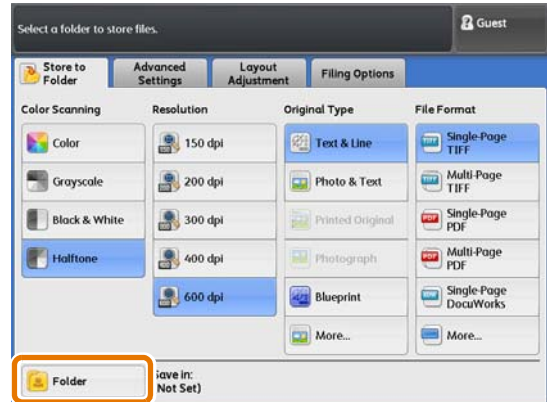 Select a folder to store files.
Guest
Store to
Folder
Advanced
Settings
Layout
Adjustment
Filing Options
Color Scanning
Resolution
Original Type
File Format
Color
Grayscale
Black & White
Halftone
150 dpi
200 dpi
300 dpi
400 dpi
600 dpi
Text & Line
Photo & Text
Printed Original
Photograph
Blueprint
More...
Single-Page
TIFF
Multi-Page
TIFF
Single-Page
PDF
Multi-Page
PDF
Single-Page
DocuWorks
More...
Folder
Save in:
Not Set)